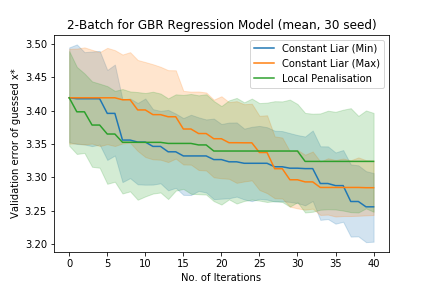 2-Batch for GBR Regression Model (mean, 30 seed)
Validation error of guessed x*
3.50
3.45
3.40
3.35
3.30
3.25
3.20
Constant Liar (Min)
Constant Liar (Max)
Local Penalisation
0 5 10 15 20 25 30 35 40
No. of Iterations